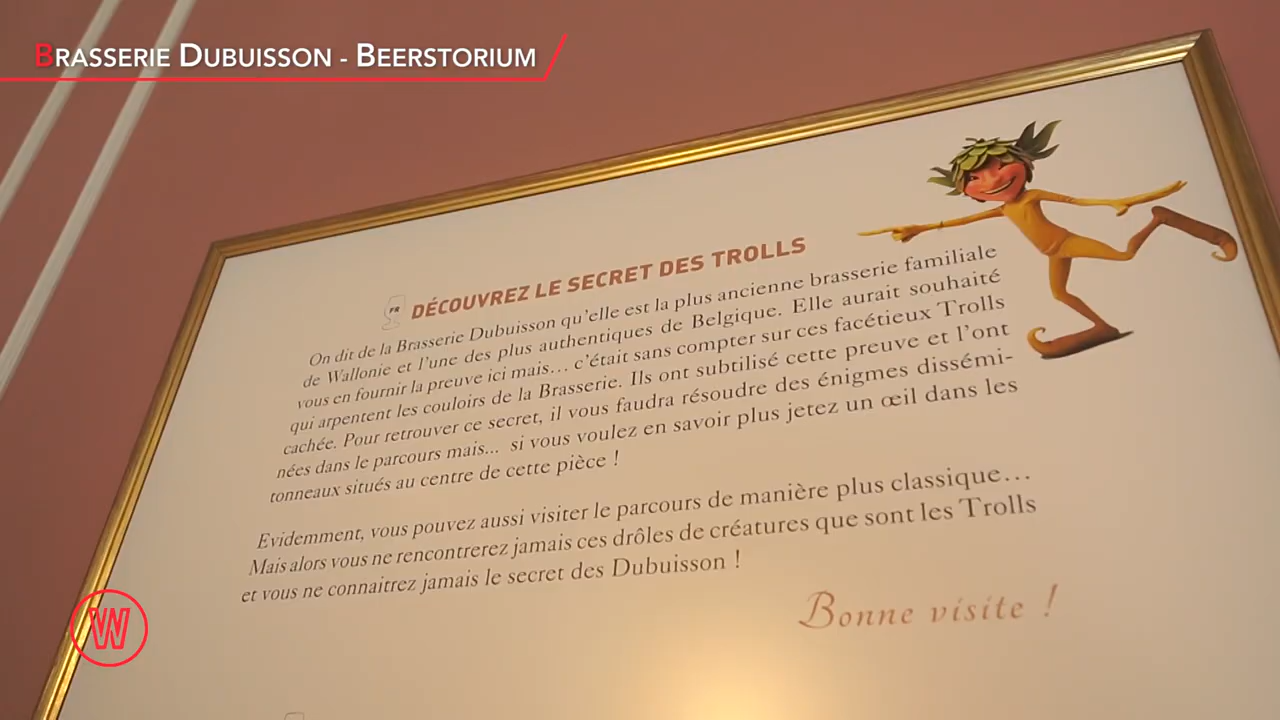 BRASSERIE DUBUISSON - BEERSTORIUM
FR
DÉCOUVREZ LE SECRET DES TROLLS
On dit de la Brasserie Dubuisson qu'elle est la plus ancienne brasserie familiale
de Wallonie et l'une des plus authentiques de Belgique. Elle aurait souhaité
vous en fournir la preuve ici mais... c'était sans compter sur ces facétieux Trolls
qui arpentent les couloirs de la Brasserie. Ils ont subtilisé cette preuve et l'ont
cachée. Pour retrouver ce secret, il vous faudra résoudre des énigmes dissémi-
nées dans le parcours mais... si vous voulez en savoir plus jetez un œil dans les
tonneaux situés au centre de cette pièce !
Evidemment, vous pouvez aussi visiter le parcours de manière plus classique...
Mais alors vous ne rencontrerez jamais ces drôles de créatures que sont les Trolls
et vous ne connaitrez jamais le secret des Dubuisson !
Bonne visite !
W